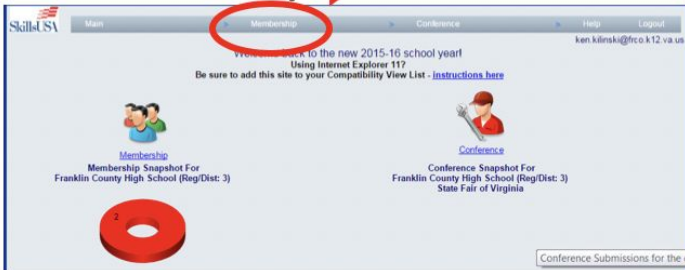 SkillsUSA
Main
Membership
Conference
Help
Logout
ken.kilinski@frco.k12.va.us
Welcome back to the new 2015-16 school year!
Using Internet Explorer 11?
Be sure to add this site to your Compatibility View List - instructions here
Membership
Membership Snapshot For
Franklin County High School (Reg/Dist: 3)
2
Conference
Conference Snapshot For
Franklin County High School (Reg/Dist: 3)
State Fair of Virginia
Conference Submissions for the